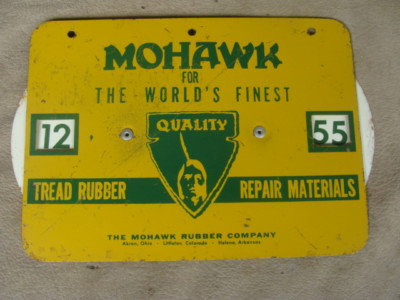 MOHAWK
FOR
THE WORLD'S FINEST
QUALITY
12
55
TREAD RUBBER
REPAIR MATERIALS
THE MOHAWK RUBBER COMPANY
Akron, Ohio - Littleton, Colorado - Helena, Arkansas